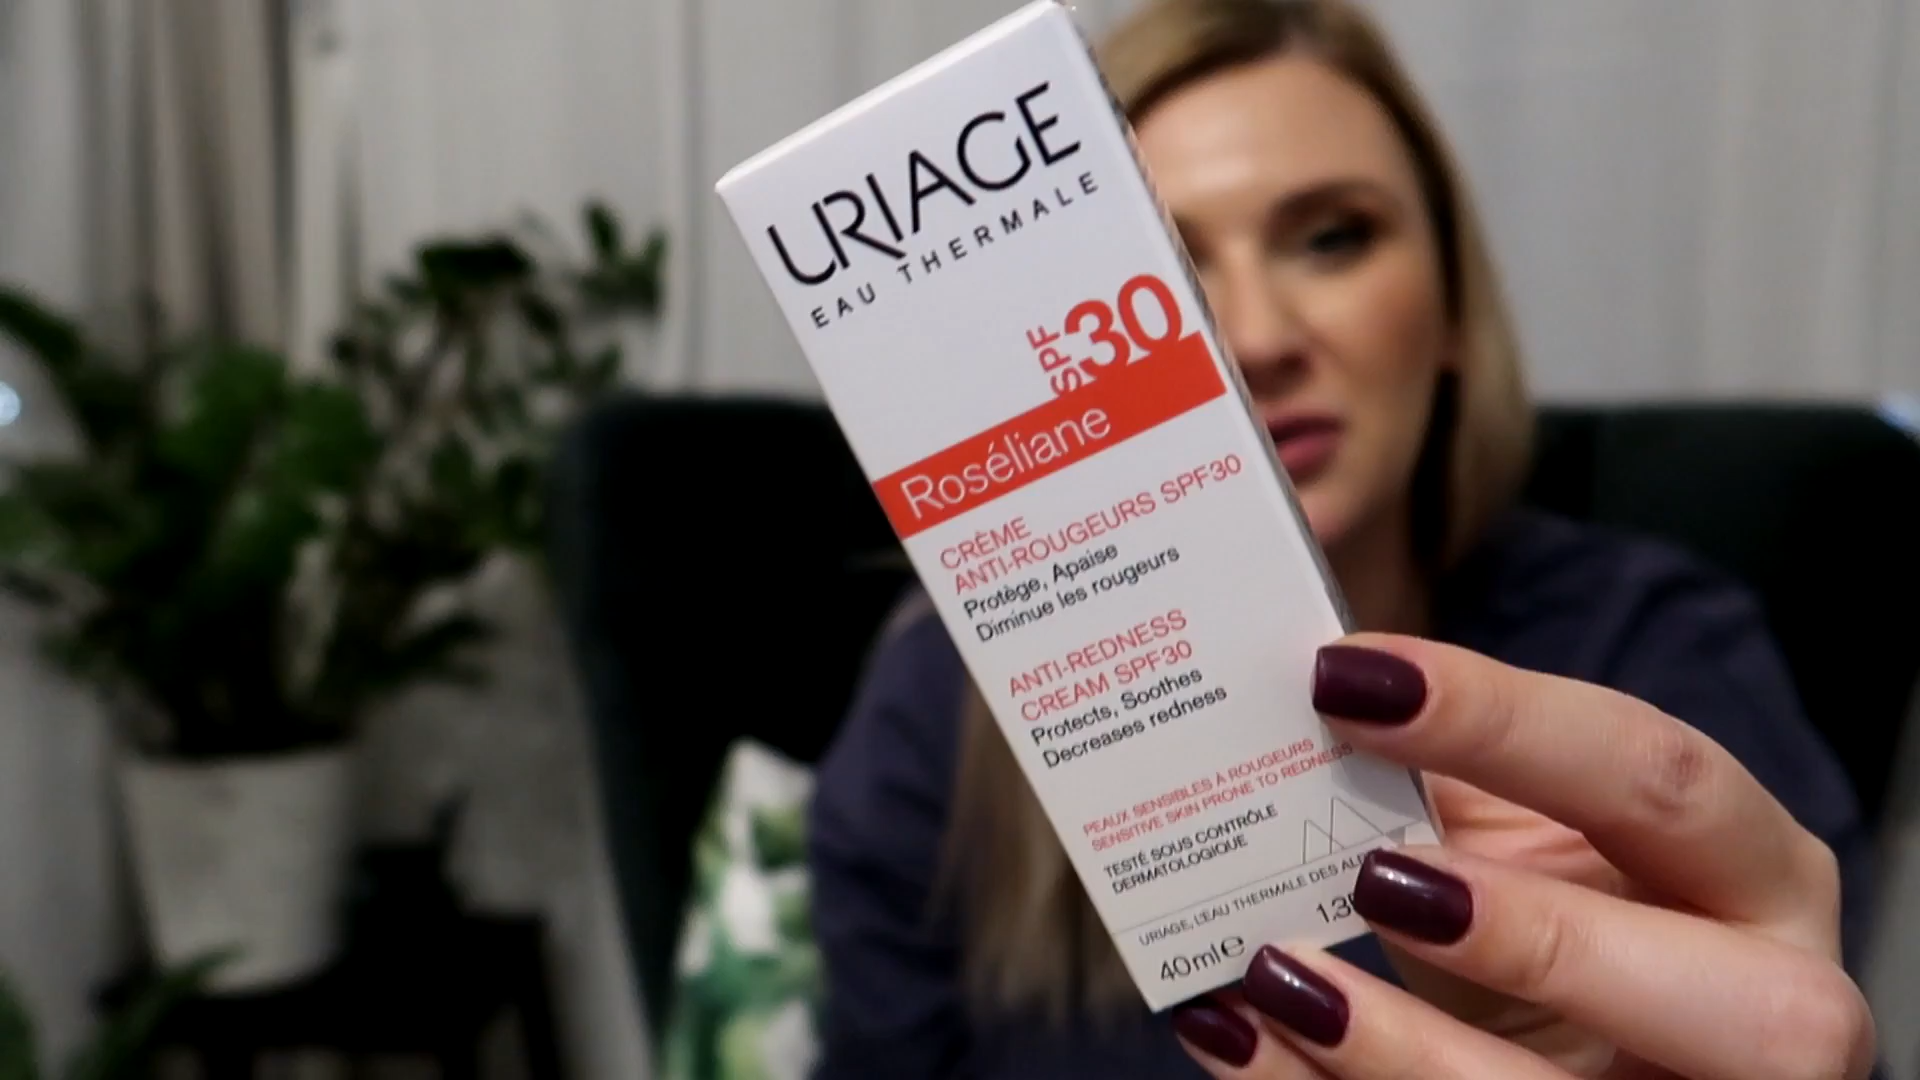 URIAGE
EAU THERMALE
SPF30
Roséliane
CRÈME
ANTI-ROUGEURS SPF30
Protège, Apaise
Diminue les rougeurs
ANTI-REDNESS
CREAM SPF30
Protects, Soothes
Decreases redness
PEAUX SENSIBLES À ROUGEURS
SENSITIVE SKIN PRONE TO REDNESS
TESTÉ SOUS CONTRÔLE
DERMATOLOGIQUE
URIAGE, L'EAU THERMALE DES
40ml℮